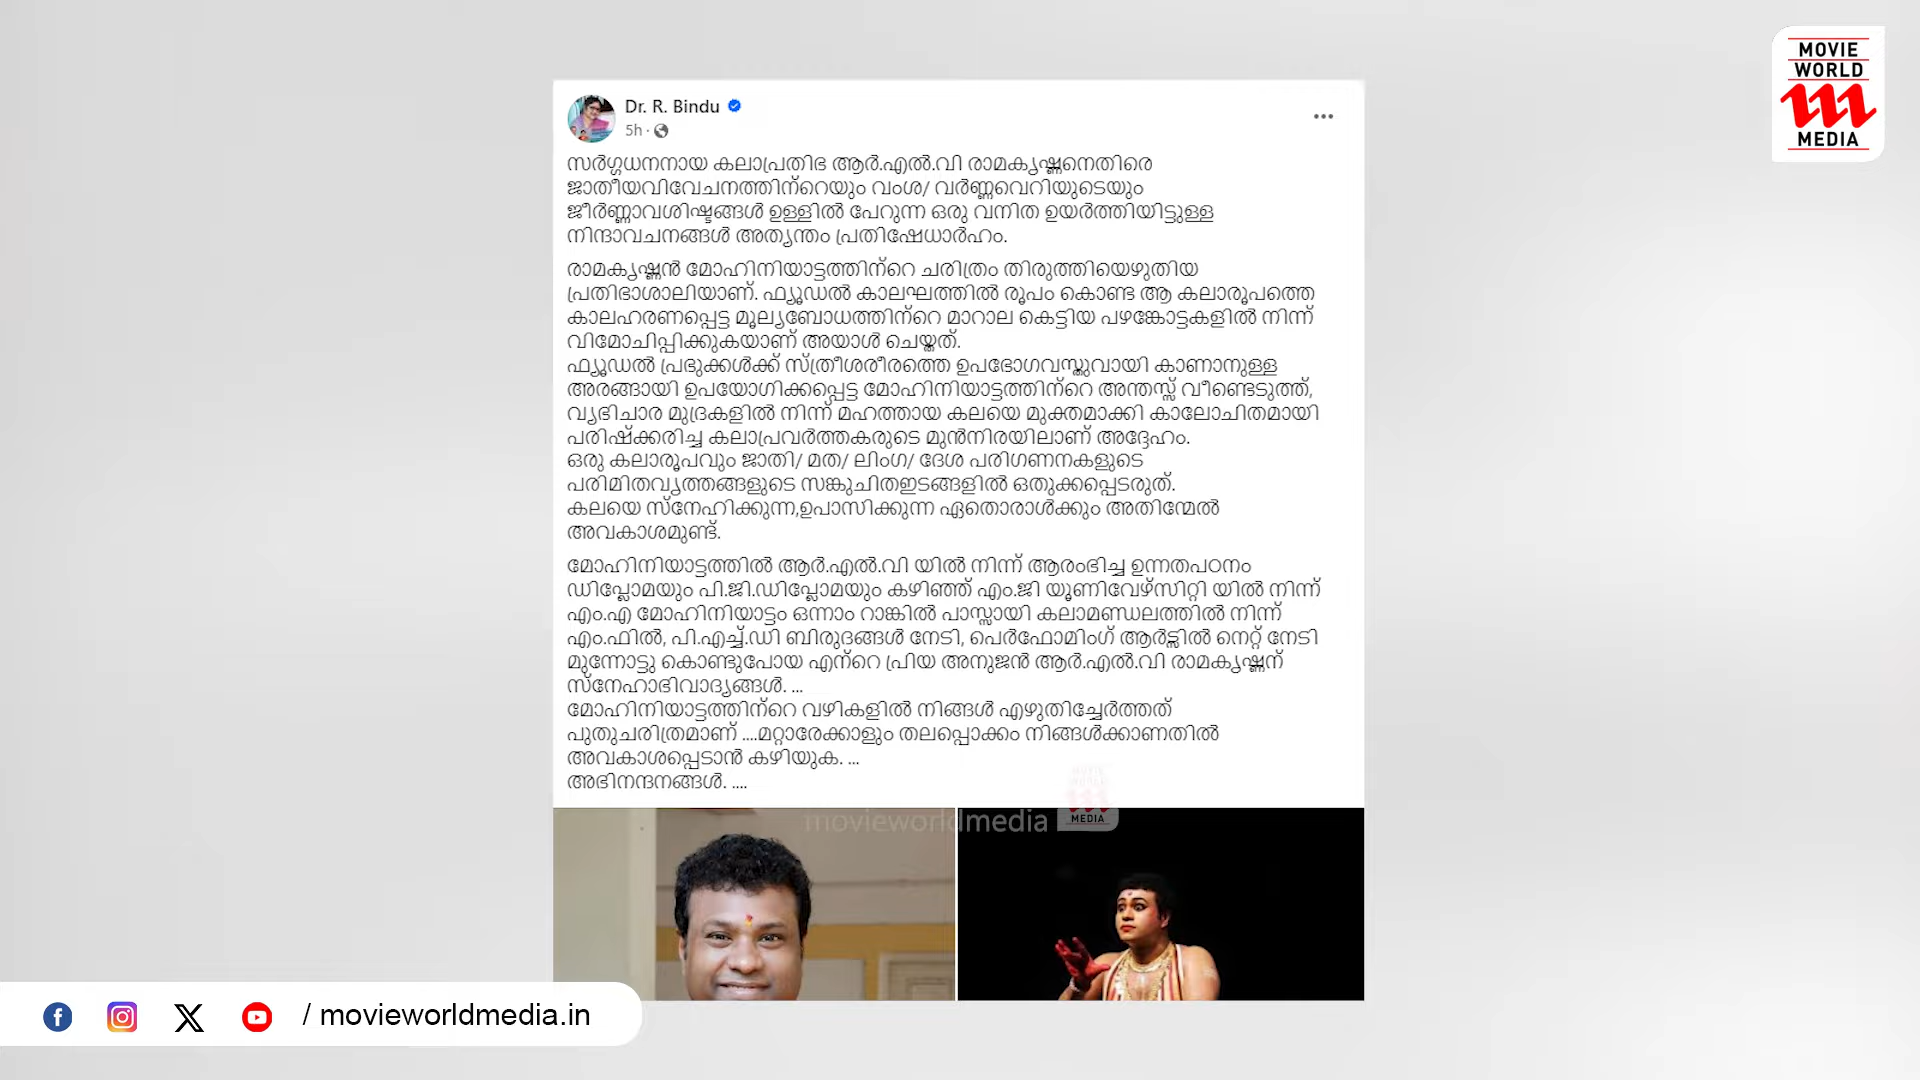 MOVIE
WORLD
MEDIA
Dr. R. Bindu
5h ·
സർഗ്ഗധനനായ കലാപ്രതിഭ ആർ.എൽ.വി രാമകൃഷ്ണനെതിരെ
ജാതീയവിവേചനത്തിന്റെയും വംശ/ വർണ്ണവെറിയുടെയും
ജീർണ്ണാവശിഷ്ടങ്ങൾ ഉള്ളിൽ പേറുന്ന ഒരു വനിത ഉയർത്തിയിട്ടുള്ള
നിന്ദാവചനങ്ങൾ അത്യന്തം പ്രതിഷേധാർഹം.
രാമകൃഷ്ണൻ മോഹിനിയാട്ടത്തിന്റെ ചരിത്രം തിരുത്തിയെഴുതിയ
പ്രതിഭാശാലിയാണ്. ഫ്യൂഡൽ കാലഘത്തിൽ രൂപം കൊണ്ട ആ കലാരൂപത്തെ
കാലഹരണപ്പെട്ട മൂല്യബോധത്തിന്റെ മാറാല കെട്ടിയ പഴങ്കോട്ടകളിൽ നിന്ന്
വിമോചിപ്പിക്കുകയാണ് അയാൾ ചെയ്തത്.
ഫ്യൂഡൽ പ്രഭുക്കൾക്ക് സ്ത്രീശരീരത്തെ ഉപഭോഗവസ്തുവായി കാണാനുള്ള
അരങ്ങായി ഉപയോഗിക്കപ്പെട്ട മോഹിനിയാട്ടത്തിന്റെ അന്തസ്സ് വീണ്ടെടുത്ത്,
വ്യഭിചാര മുദ്രകളിൽ നിന്ന് മഹത്തായ കലയെ മുക്തമാക്കി കാലോചിതമായി
പരിഷ്ക്കരിച്ച കലാപ്രവർത്തകരുടെ മുൻനിരയിലാണ് അദ്ദേഹം.
ഒരു കലാരൂപവും ജാതി/ മത/ ലിംഗ/ ദേശ പരിഗണനകളുടെ
പരിമിതവൃത്തങ്ങളുടെ സങ്കുചിതഇടങ്ങളിൽ ഒതുക്കപ്പെടരുത്.
കലയെ സ്നേഹിക്കുന്ന,ഉപാസിക്കുന്ന ഏതൊരാൾക്കും അതിന്മേൽ
അവകാശമുണ്ട്.
മോഹിനിയാട്ടത്തിൽ ആർ.എൽ.വി യിൽ നിന്ന് ആരംഭിച്ച ഉന്നതപഠനം
ഡിപ്ലോമയും പി.ജി.ഡിപ്ലോമയും കഴിഞ്ഞ് എം.ജി യൂണിവേഴ്സിറ്റി യിൽ നിന്ന്
എം.എ മോഹിനിയാട്ടം ഒന്നാം റാങ്കിൽ പാസ്സായി കലാമണ്ഡലത്തിൽ നിന്ന്
എം.ഫിൽ, പി.എച്ച്.ഡി ബിരുദങ്ങൾ നേടി, പെർഫോമിംഗ് ആർട്സിൽ നെറ്റ് നേടി
മുന്നോട്ടു കൊണ്ടുപോയ എന്റെ പ്രിയ അനുജൻ ആർ.എൽ.വി രാമകൃഷ്ണന്
സ്നേഹാഭിവാദ്യങ്ങൾ. ...
മോഹിനിയാട്ടത്തിന്റെ വഴികളിൽ നിങ്ങൾ എഴുതിച്ചേർത്തത്
പുതുചരിത്രമാണ് ....മറ്റാരേക്കാളും തലപ്പൊക്കം നിങ്ങൾക്കാണതിൽ
അവകാശപ്പെടാൻ കഴിയുക. ...
അഭിനന്ദനങ്ങൾ. ....
movieworldmedia
MEDIA
/ movieworldmedia.in